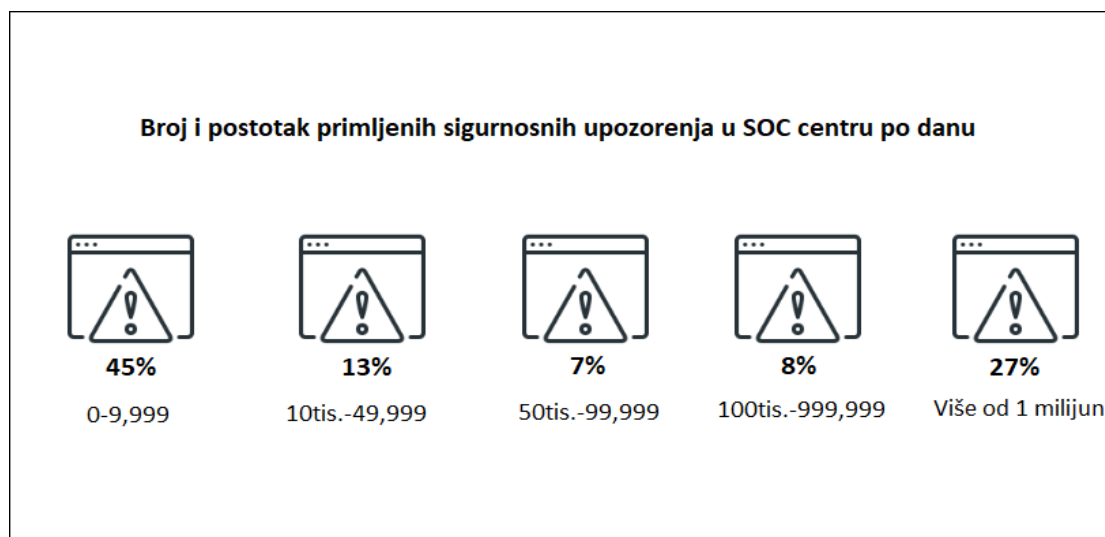 Broj i postotak primljenih sigurnosnih upozorenja u SOC centru po danu
45% 13% 7% 8% 27%
0-9,999 10tis.-49,999 50tis.-99,999 100tis.-999,999 Više od 1 milijun